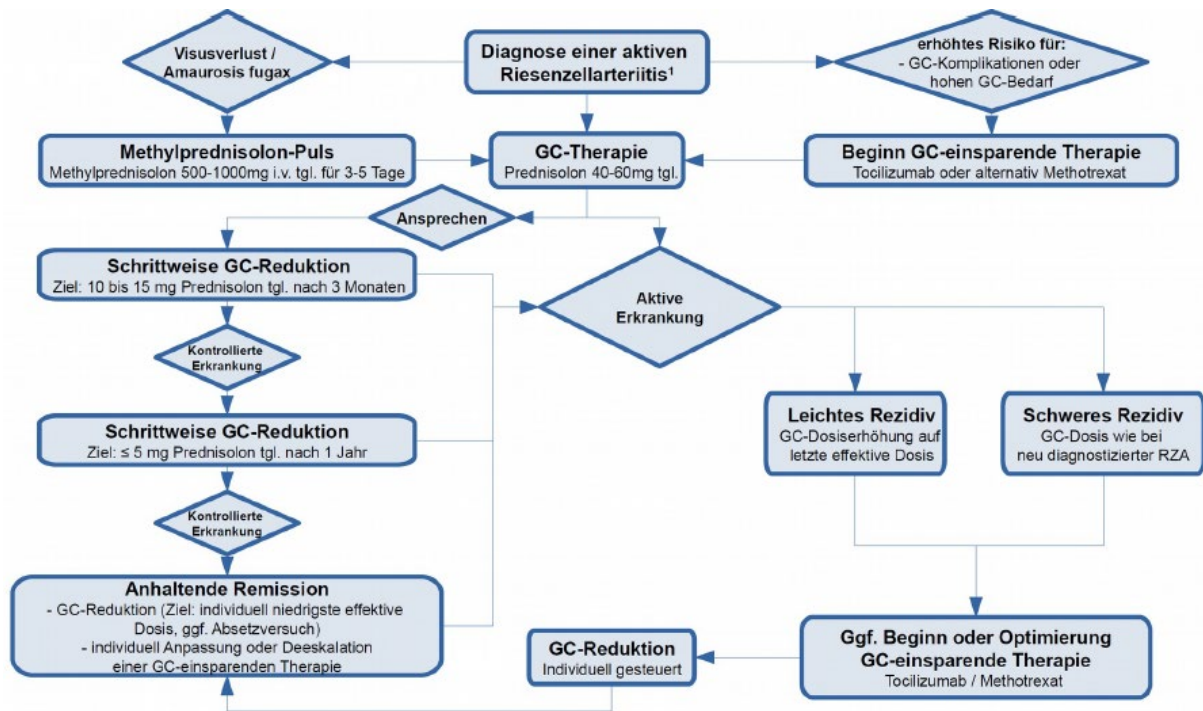 Visusverlust /
Amaurosis fugax
Diagnose einer aktiven
Riesenzellarteriitis¹
erhöhtes Risiko für:
- GC-Komplikationen oder
hohen GC-Bedarf
Methylprednisolon-Puls
Methylprednisolon 500-1000mg i.v. tgl. für 3-5 Tage
GC-Therapie
Prednisolon 40-60mg tgl.
Beginn GC-einsparende Therapie
Tocilizumab oder alternativ Methotrexat
Ansprechen
Schrittweise GC-Reduktion
Ziel: 10 bis 15 mg Prednisolon tgl. nach 3 Monaten
Aktive
Erkrankung
Kontrollierte
Erkrankung
Schrittweise GC-Reduktion
Ziel: ≤ 5 mg Prednisolon tgl. nach 1 Jahr
Leichtes Rezidiv
GC-Dosiserhöhung auf
letzte effektive Dosis
Schweres Rezidiv
GC-Dosis wie bei
neu diagnostizierter RZA
Kontrollierte
Erkrankung
Anhaltende Remission
- GC-Reduktion (Ziel: individuell niedrigste effektive
Dosis, ggf. Absetzversuch)
- individuell Anpassung oder Deeskalation
einer GC-einsparenden Therapie
GC-Reduktion
Individuell gesteuert
Ggf. Beginn oder Optimierung
GC-einsparende Therapie
Tocilizumab / Methotrexat